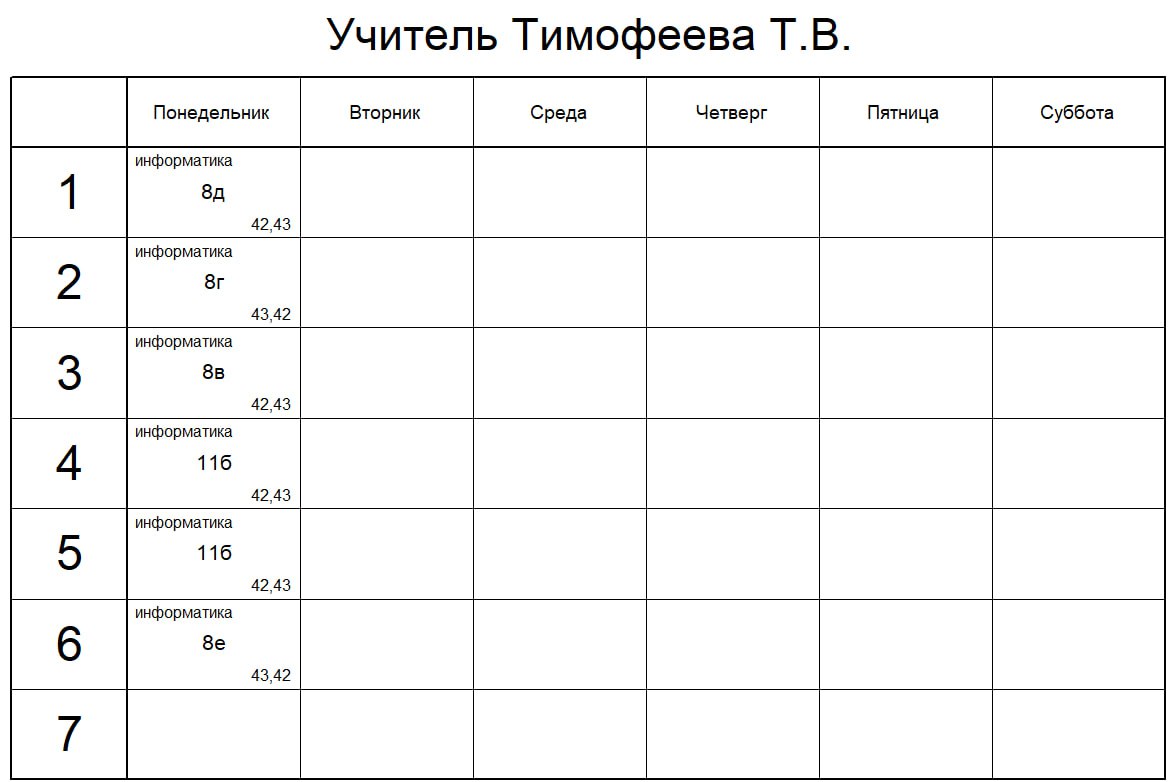 Учитель Тимофеева Т.В.
Понедельник Вторник Среда Четверг Пятница Суббота
информатика
1 8д
42,43
информатика
2 8г
43,42
информатика
3 8в
42,43
информатика
4 11б
42,43
информатика
5 11б
42,43
информатика
6 8е
43,42
7